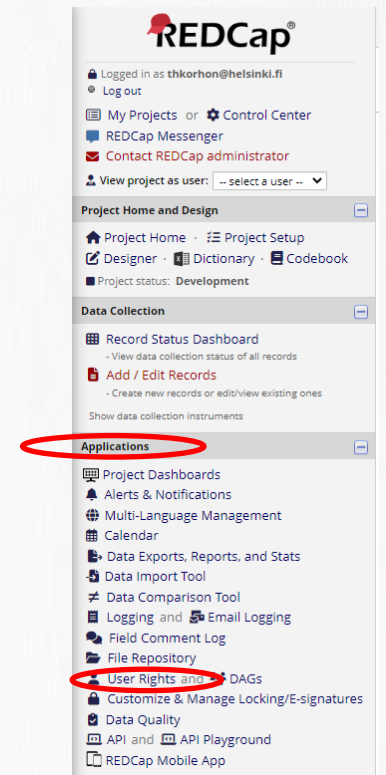 REDCap®
Logged in as thkorhon@helsinki.fi
Log out
My Projects or Control Center
REDCap Messenger
Contact REDCap administrator
View project as user: -- select a user --
Project Home and Design
Project Home · Project Setup
Designer · Dictionary · Codebook
Project status: Development
Data Collection
Record Status Dashboard
- View data collection status of all records
Add / Edit Records
- Create new records or edit/view existing ones
Show data collection instruments
Applications
Project Dashboards
Alerts & Notifications
Multi-Language Management
Calendar
Data Exports, Reports, and Stats
Data Import Tool
Data Comparison Tool
Logging and Email Logging
Field Comment Log
File Repository
User Rights and DAGs
Customize & Manage Locking/E-signatures
Data Quality
API and API Playground
REDCap Mobile App